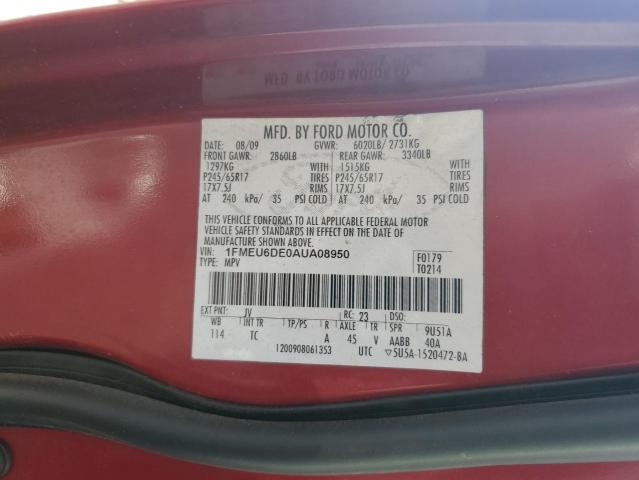 MFD. BY FORD MOTOR CO.
MFD. BY FORD MOTOR CO.
DATE: 08/09 GVWR: 6020LB/ 2731KG
FRONT GAWR: 2860LB REAR GAWR: 3340LB
1297KG WITH 1515KG WITH
P245/65R17 TIRES P245/65R17 TIRES
17X7.5J RIMS 17X7.5J RIMS
AT 240 kPa/ 35 PSI COLD AT 240 kPa/ 35 PSI COLD
THIS VEHICLE CONFORMS TO ALL APPLICABLE FEDERAL MOTOR
VEHICLE SAFETY STANDARDS IN EFFECT ON THE DATE OF
MANUFACTURE SHOWN ABOVE.
VIN: 1FMEU6DE0AUA08950 F0179
TYPE: MPV T0214
EXT PNT: JV RC: 23 DSO:
WB INT TR TP/PS R AXLE TR SPR 9U51A
114 TC A 45 V AABB 40A
1200908061353 UTC ▽5U5A-1520472-BA